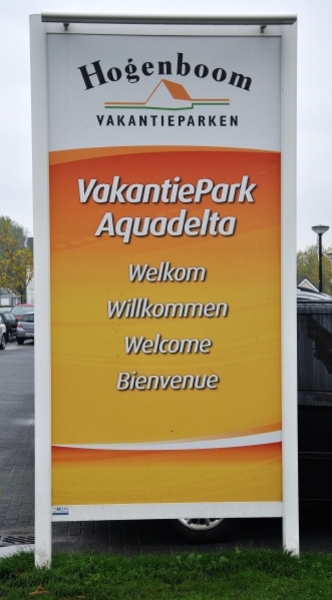 Hogenboom
VAKANTIEPARKEN
VakantiePark
Aquadelta
Welkom
Willkommen
Welcome
Bienvenue